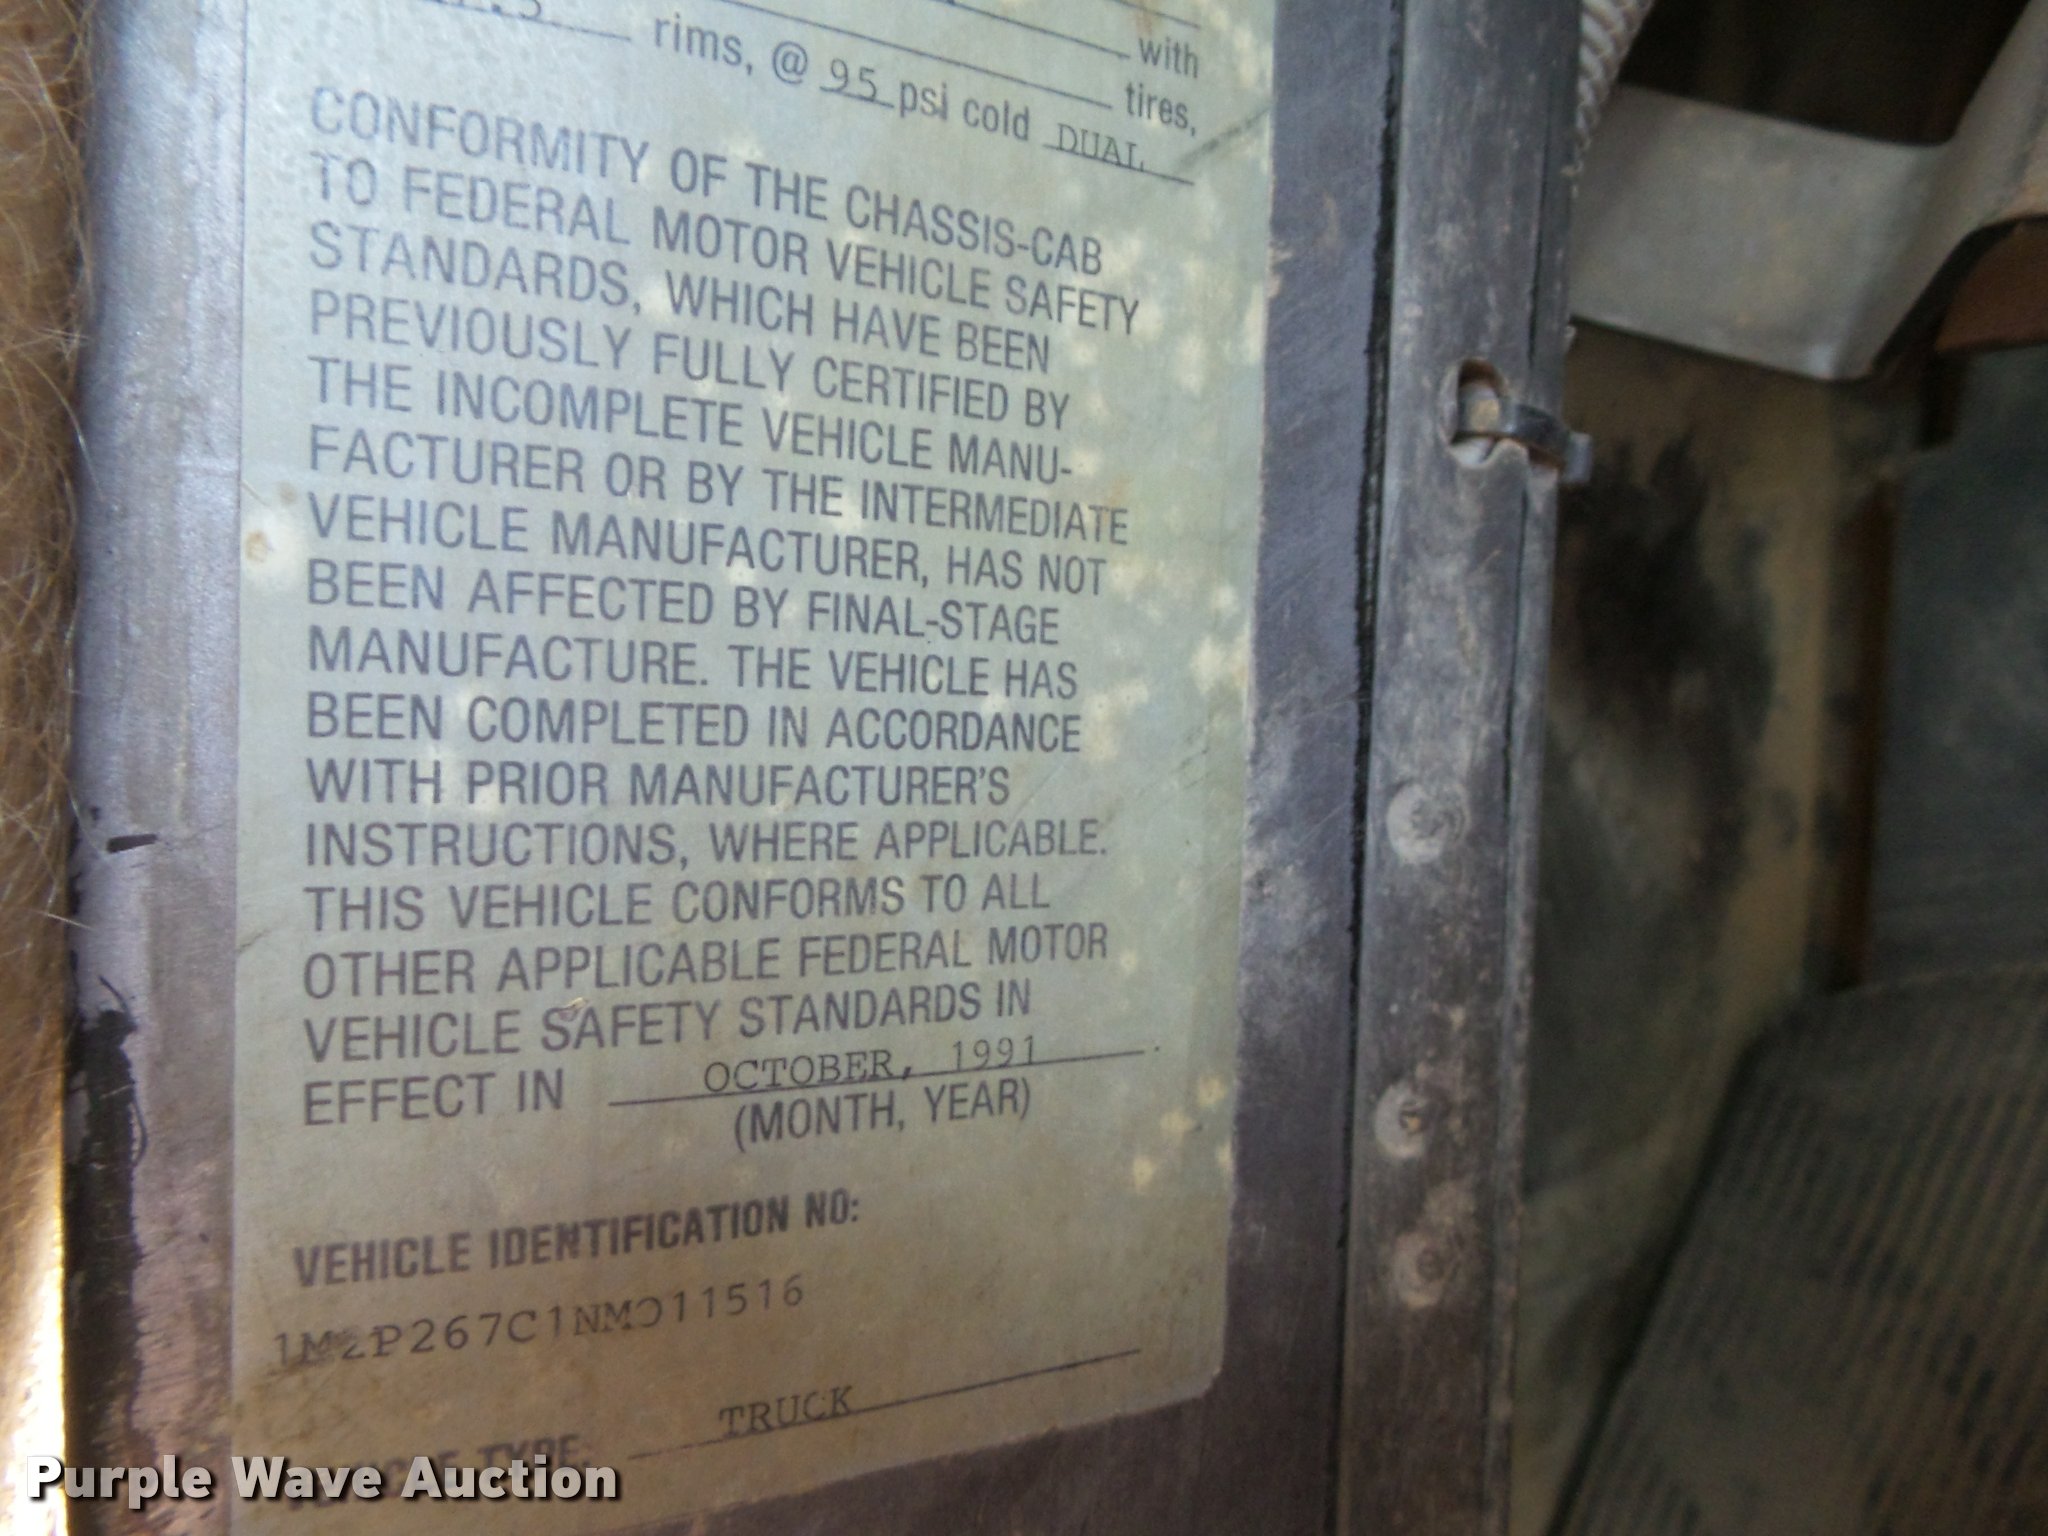 with
rims, @ 95 psi cold DUAL tires,
CONFORMITY OF THE CHASSIS-CAB
TO FEDERAL MOTOR VEHICLE SAFETY
STANDARDS, WHICH HAVE BEEN
PREVIOUSLY FULLY CERTIFIED BY
THE INCOMPLETE VEHICLE MANU-
FACTURER OR BY THE INTERMEDIATE
VEHICLE MANUFACTURER, HAS NOT
BEEN AFFECTED BY FINAL-STAGE
MANUFACTURE. THE VEHICLE HAS
BEEN COMPLETED IN ACCORDANCE
WITH PRIOR MANUFACTURER'S
INSTRUCTIONS, WHERE APPLICABLE.
THIS VEHICLE CONFORMS TO ALL
OTHER APPLICABLE FEDERAL MOTOR
VEHICLE SAFETY STANDARDS IN
EFFECT IN OCTOBER, 1991.
(MONTH, YEAR)
VEHICLE IDENTIFICATION NO:
1M2P267C1NM011516
TYPE: TRUCK
Purple Wave Auction